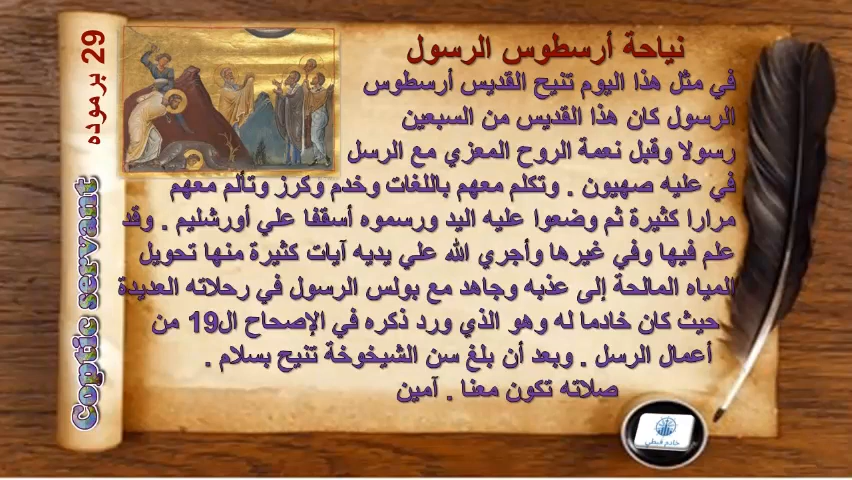 نياحة أرسطوس الرسول
في مثل هذا اليوم تنيح القديس أرسطوس
الرسول كان هذا القديس من السبعين
رسولا وقبل نعمة الروح المعزي مع الرسل
في عليه صهيون . وتكلم معهم باللغات وخدم وكرز وتألم معهم
مرارا كثيرة ثم وضعوا عليه اليد ورسموه أسقفا علي أورشليم . وقد
علم فيها وفي غيرها وأجري الله علي يديه آيات كثيرة منها تحويل
المياه المالحة إلى عذبه وجاهد مع بولس الرسول في رحلاته العديدة
حيث كان خادما له وهو الذي ورد ذكره في الإصحاح ال19 من
أعمال الرسل . وبعد أن بلغ سن الشيخوخة تنيح بسلام .
صلاته تكون معنا . آمين
29 برموده
Coptic servant
خادم قبطي